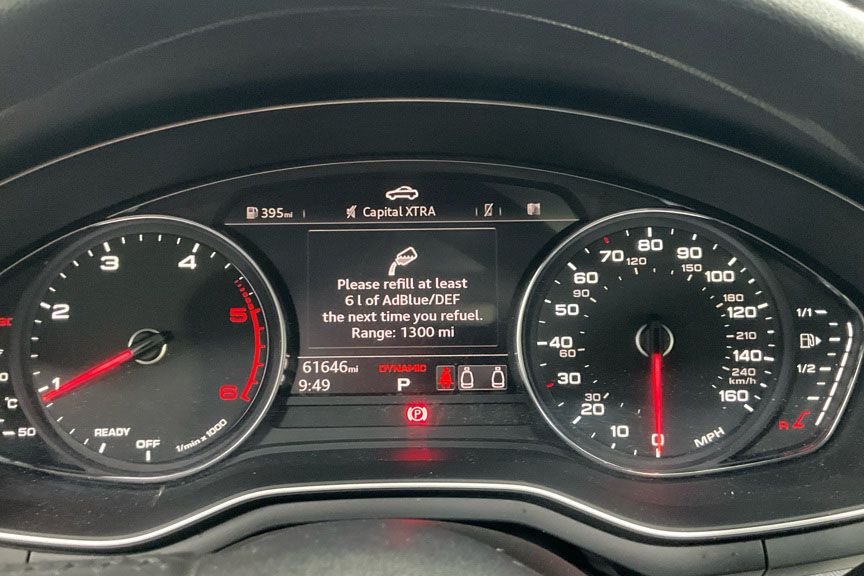 395mi
Capital XTRA
Please refill at least
6 l of AdBlue/DEF
the next time you refuel.
Range: 1300 mi
61646mi
DYNAMIC
9:49
P
P
1
2
3
4
5
6
READY
OFF
1/min x 1000
°C
50
0
10
20
30
40
50
60
70
80
90
100
120
140
160
30
60
90
120
150
180
210
240
km/h
MPH
1/1
1/2
R